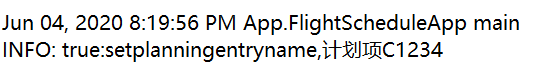 Jun 04, 2020 8:19:56 PM App.FlightScheduleApp main
INFO: true:setplanningentryname,计划项C1234